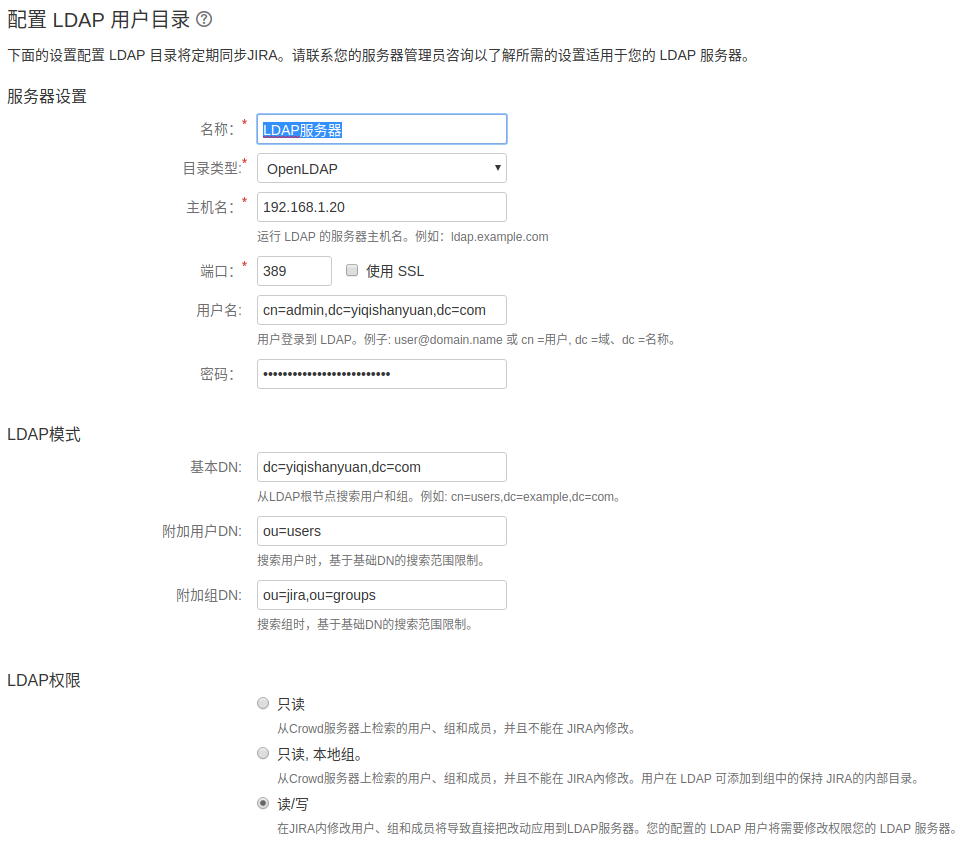 配置 LDAP 用户目录 ?
下面的设置配置 LDAP 目录将定期同步JIRA。请联系您的服务器管理员咨询以了解所需的设置适用于您的 LDAP 服务器。
服务器设置
名称：* LDAP服务器
目录类型:* OpenLDAP
主机名：* 192.168.1.20
运行 LDAP 的服务器主机名。例如：ldap.example.com
端口：* 389 使用 SSL
用户名: cn=admin,dc=yiqishanyuan,dc=com
用户登录到 LDAP。例子: user@domain.name 或 cn =用户, dc =域、dc =名称。
密码： ••••••••••••••••••••••••••
LDAP模式
基本DN: dc=yiqishanyuan,dc=com
从LDAP根节点搜索用户和组。例如: cn=users,dc=example,dc=com。
附加用户DN: ou=users
搜索用户时，基于基础DN的搜索范围限制。
附加组DN: ou=jira,ou=groups
搜索组时，基于基础DN的搜索范围限制。
LDAP权限
只读
从Crowd服务器上检索的用户、组和成员，并且不能在 JIRA内修改。
只读, 本地组。
从Crowd服务器上检索的用户、组和成员，并且不能在 JIRA内修改。用户在 LDAP 可添加到组中的保持 JIRA的内部目录。
读/写
在JIRA内修改用户、组和成员将导致直接把改动应用到LDAP服务器。您的配置的 LDAP 用户将需要修改权限您的 LDAP 服务器。